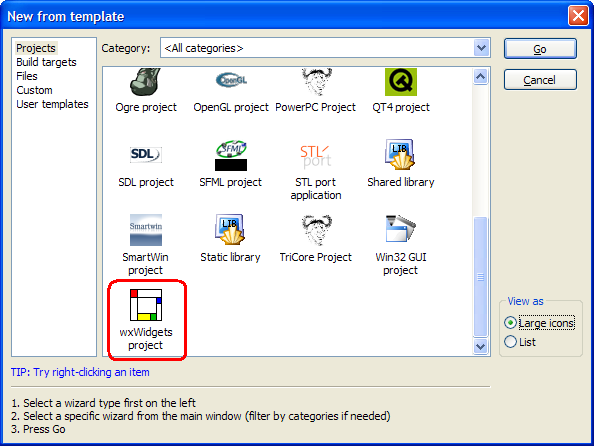 New from template
Projects
Build targets
Files
Custom
User templates
Category: <All categories>
Go
Cancel
Ogre project
OpenGL
OpenGL project
PowerPC Project
QT4 project
SDL
SDL project
SFML
SFML project
STL
port
STL port
application
LIB
Shared library
Smartwin
SmartWin
project
LIB
Static library
TriCore Project
Win32 GUI
project
wxWidgets
project
View as
Large icons
List
TIP: Try right-clicking an item
1. Select a wizard type first on the left
2. Select a specific wizard from the main window (filter by categories if needed)
3. Press Go